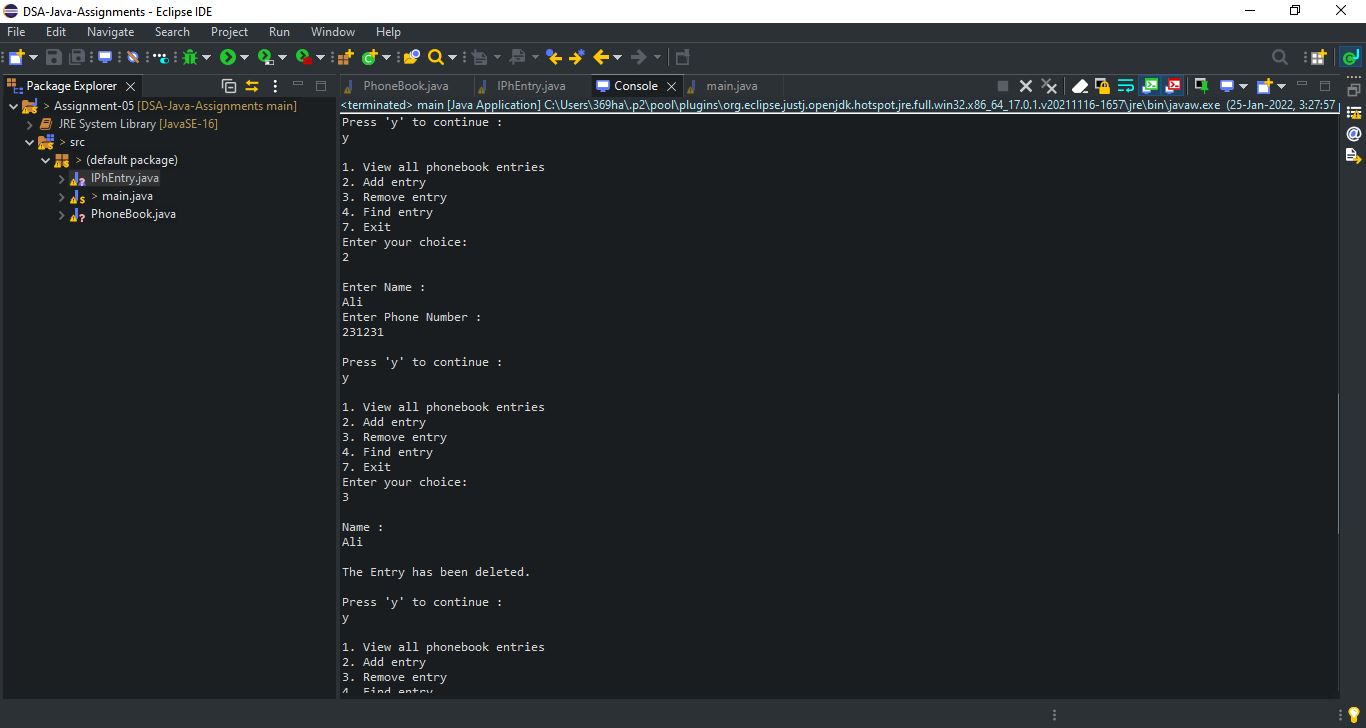 DSA-Java-Assignments - Eclipse IDE
File Edit Navigate Search Project Run Window Help
Package Explorer
PhoneBook.java IPhEntry.java Console main.java
> Assignment-05 [DSA-Java-Assignments main]
JRE System Library [JavaSE-16]
> src
> (default package)
IPhEntry.java
> main.java
PhoneBook.java
<terminated> main [Java Application] C:\Users\369ha\.p2\pool\plugins\org.eclipse.justj.openjdk.hotspot.jre.full.win32.x86_64_17.0.1.v20211116-1657\jre\bin\javaw.exe (25-Jan-2022, 3:27:57
Press 'y' to continue :
y
1. View all phonebook entries
2. Add entry
3. Remove entry
4. Find entry
7. Exit
Enter your choice:
2
Enter Name :
Ali
Enter Phone Number :
231231
Press 'y' to continue :
y
1. View all phonebook entries
2. Add entry
3. Remove entry
4. Find entry
7. Exit
Enter your choice:
3
Name :
Ali
The Entry has been deleted.
Press 'y' to continue :
y
1. View all phonebook entries
2. Add entry
3. Remove entry
4. Find entry